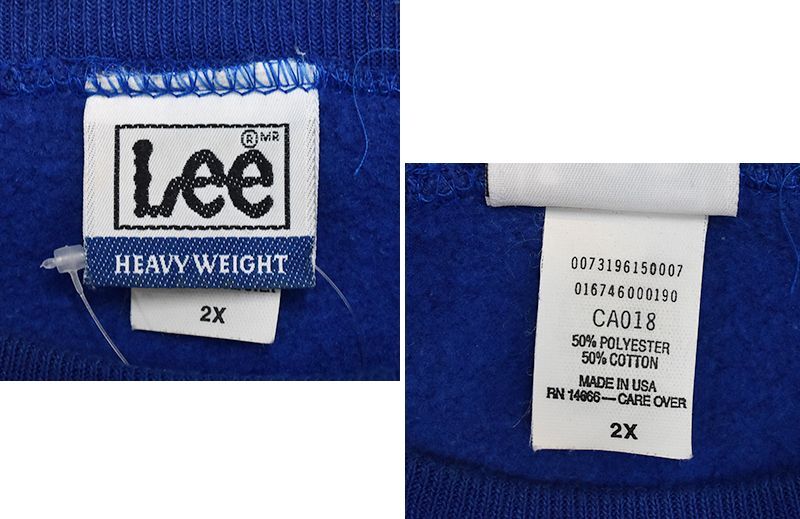 Lee ® MR
HEAVYWEIGHT
2X
0073196150007
016746000190
CA018
50% POLYESTER
50% COTTON
MADE IN USA
RN 14666—CARE OVER
2X